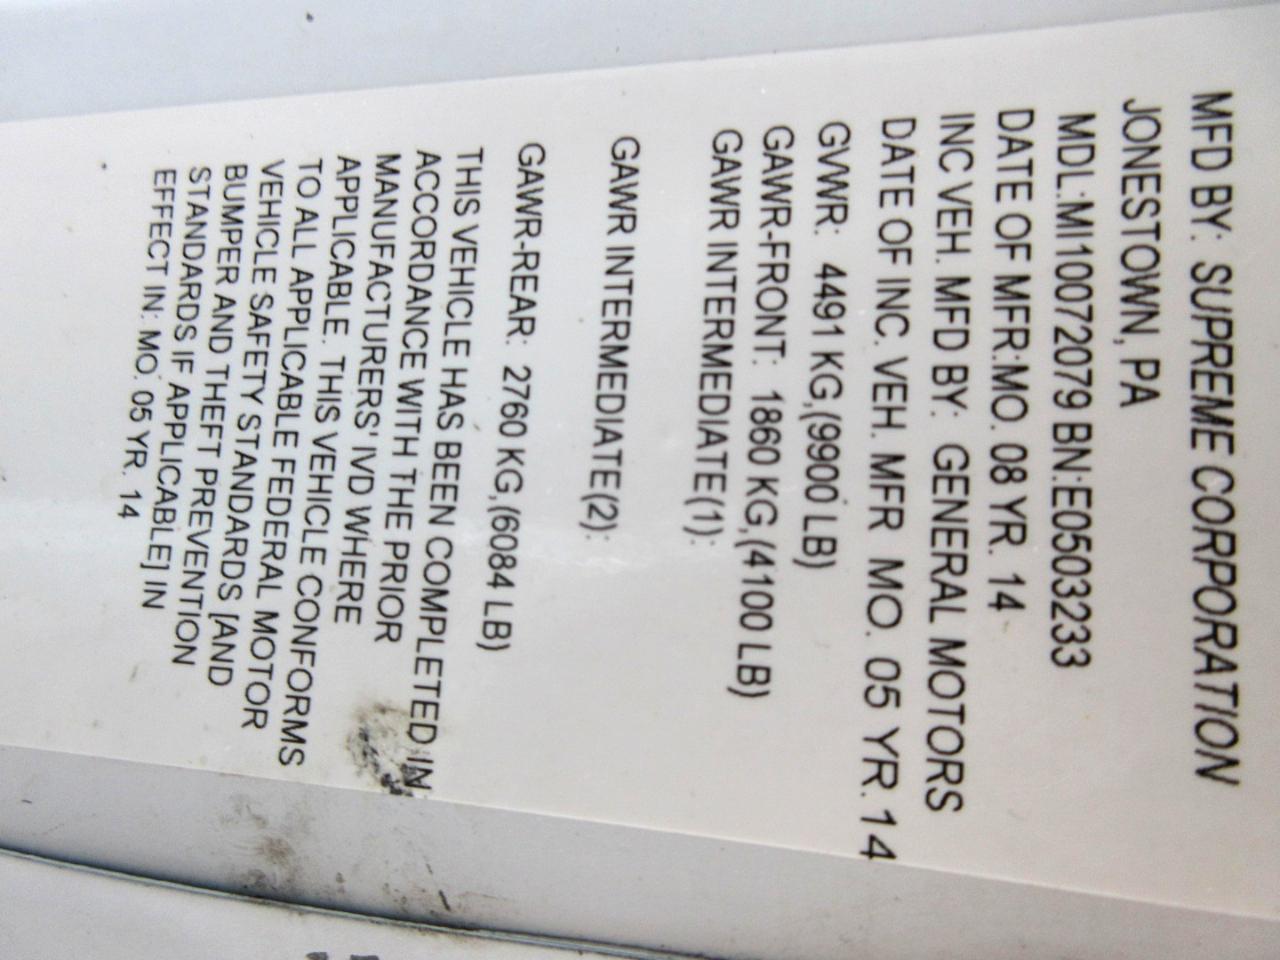 MFD BY: SUPREME CORPORATION
JONESTOWN, PA
MDL:MI10072079 BN:E0503233
DATE OF MFR:MO. 08 YR. 14
INC VEH. MFD BY: GENERAL MOTORS
DATE OF INC. VEH. MFR MO. 05 YR. 14
GVWR: 4491 KG,(9900 LB)
GAWR-FRONT: 1860 KG,(4100 LB)
GAWR INTERMEDIATE(1):
GAWR INTERMEDIATE(2):
GAWR-REAR: 2760 KG,(6084 LB)
THIS VEHICLE HAS BEEN COMPLETED IN
ACCORDANCE WITH THE PRIOR
MANUFACTURERS' IVD WHERE
APPLICABLE. THIS VEHICLE CONFORMS
TO ALL APPLICABLE FEDERAL MOTOR
VEHICLE SAFETY STANDARDS [AND
BUMPER AND THEFT PREVENTION
STANDARDS IF APPLICABLE] IN
EFFECT IN: MO. 05 YR. 14